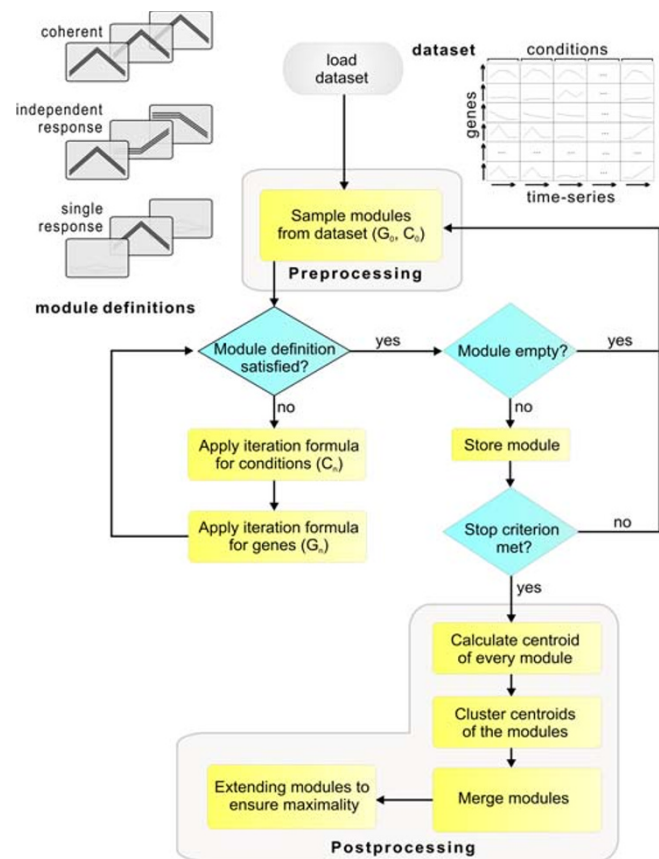 coherent
independent
response
single
response
module definitions
load
dataset
dataset
conditions
genes
...
...
...
...
... ... ... ... ...
...
time-series
Sample modules
from dataset (G₀, C₀)
Preprocessing
Module definition
satisfied?
yes
Module empty?
yes
no
no
Apply iteration formula
for conditions (Cₙ)
Store module
Apply iteration formula
for genes (Gₙ)
Stop criterion
met?
no
yes
Calculate centroid
of every module
Cluster centroids
of the modules
Extending modules to
ensure maximality
Merge modules
Postprocessing